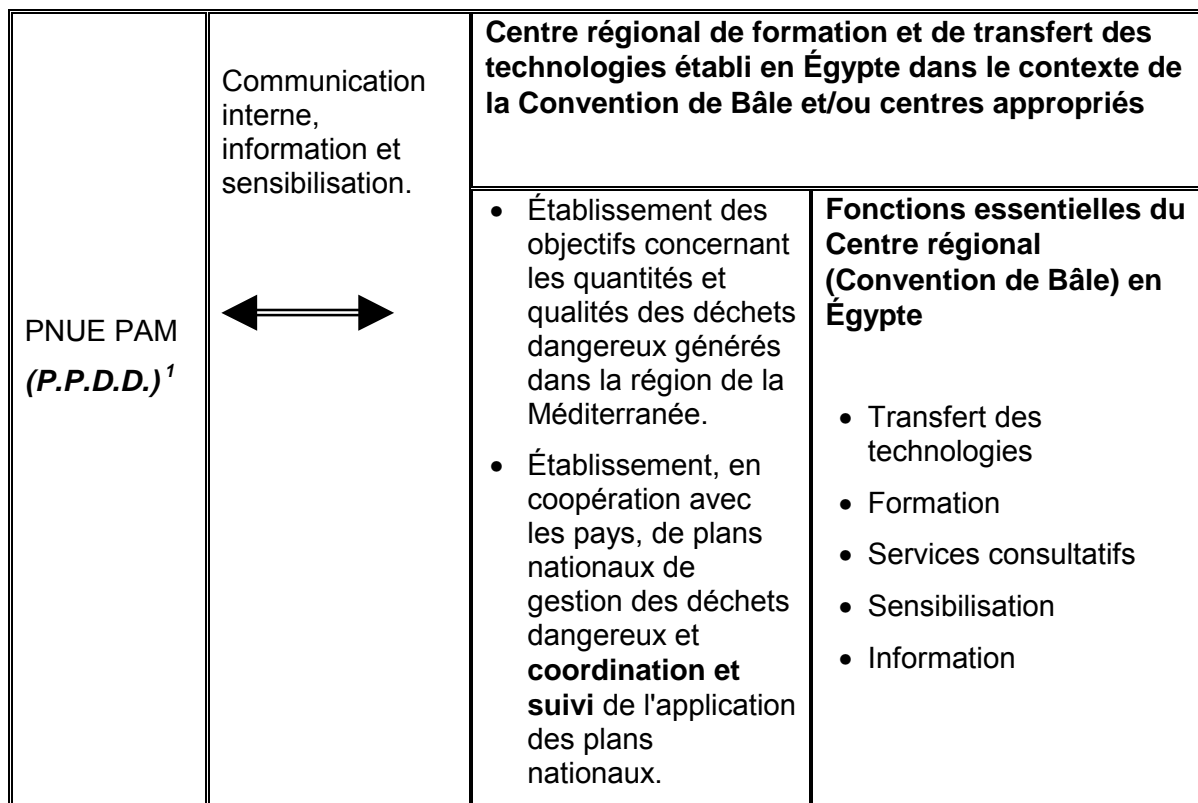 PNUE PAM
(P.P.D.D.) 1
Communication
interne,
information et
sensibilisation.
Centre régional de formation et de transfert des
technologies établi en Égypte dans le contexte de
la Convention de Bâle et/ou centres appropriés
• Établissement des
objectifs concernant
les quantités et
qualités des déchets
dangereux générés
dans la région de la
Méditerranée.
• Établissement, en
coopération avec
les pays, de plans
nationaux de
gestion des déchets
dangereux et
coordination et
suivi de l'application
des plans
nationaux.
Fonctions essentielles du
Centre régional
(Convention de Bâle) en
Égypte
• Transfert des
technologies
• Formation
• Services consultatifs
• Sensibilisation
• Information